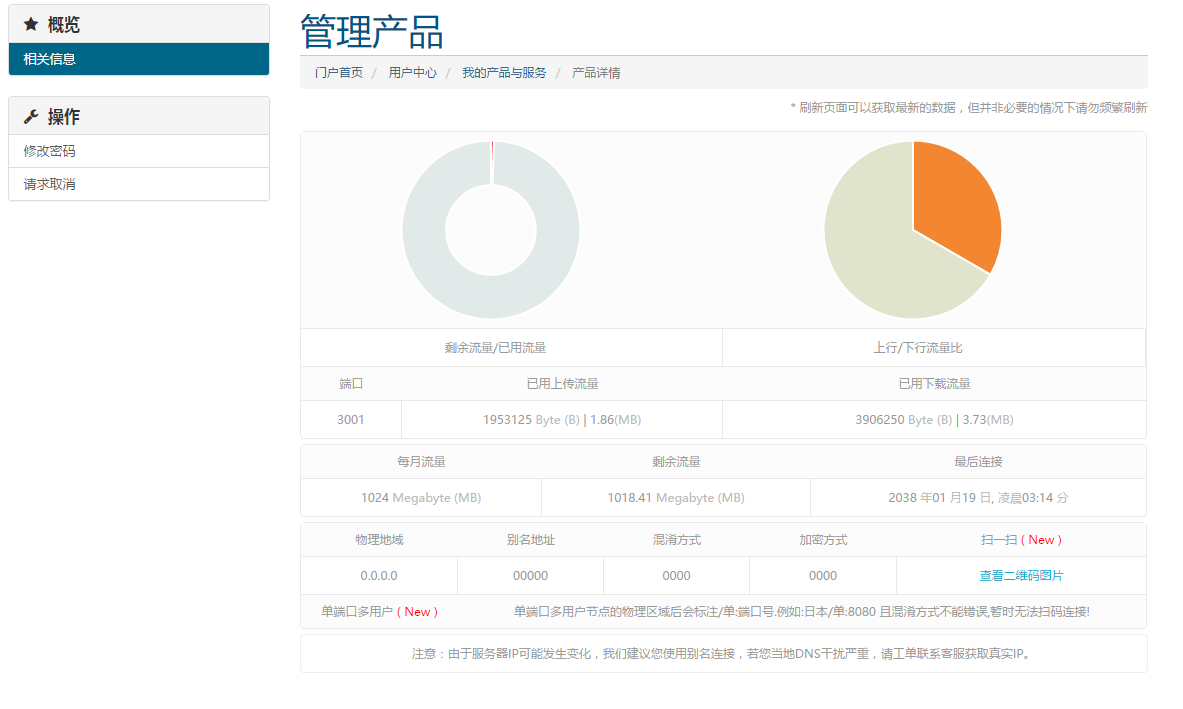 概览
相关信息
操作
修改密码
请求取消
管理产品
门户首页 / 用户中心 / 我的产品与服务 / 产品详情
* 刷新页面可以获取最新的数据，但并非必要的情况下请勿频繁刷新
剩余流量/已用流量 上行/下行流量比
端口 已用上传流量 已用下载流量
3001 1953125 Byte (B) | 1.86(MB) 3906250 Byte (B) | 3.73(MB)
每月流量 剩余流量 最后连接
1024 Megabyte (MB) 1018.41 Megabyte (MB) 2038 年01 月19 日, 凌晨03:14 分
物理地域 别名地址 混淆方式 加密方式 扫一扫 ( New )
0.0.0.0 00000 0000 0000 查看二维码图片
单端口多用户 ( New ) 单端口多用户节点的物理区域后会标注/单:端口号.例如:日本/单:8080 且混淆方式不能错误,暂时无法扫码连接!
注意：由于服务器IP可能发生变化，我们建议您使用别名连接，若您当地DNS干扰严重，请工单联系客服获取真实IP。